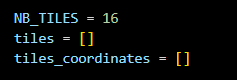 NB_TILES = 16
tiles = []
tiles_coordinates = []